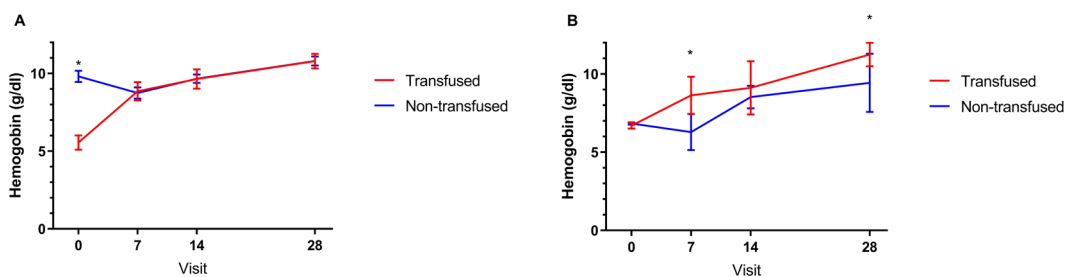 A
*
Hemogobin (g/dl)
10
5
0
0 7 14 28
Visit
Transfused
Non-transfused
B
*
*
Hemogobin (g/dl)
10
5
0
0 7 14 28
Visit
Transfused
Non-transfused